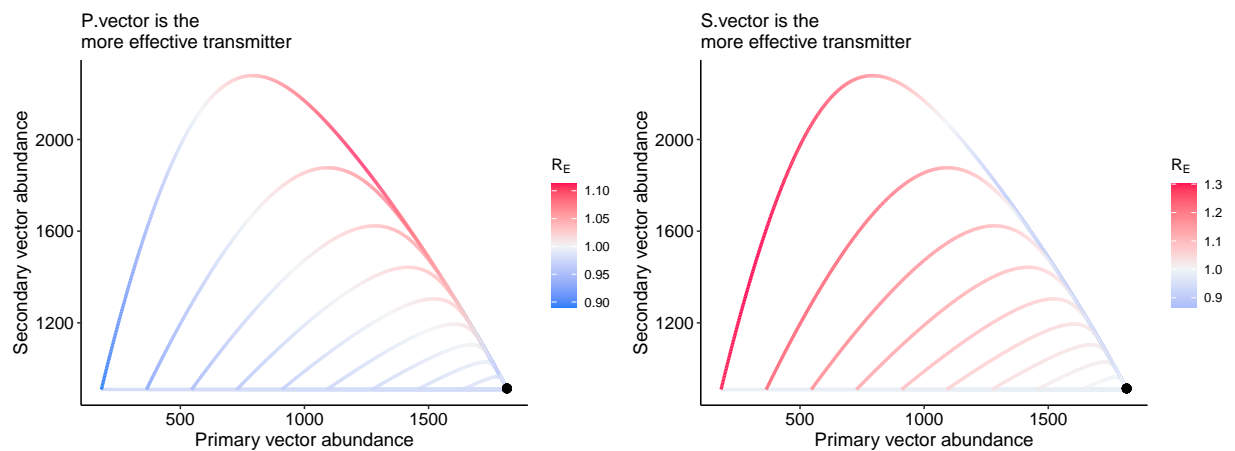 P.vector is the
more effective transmitter
Secondary vector abundance
2000
1600
1200
500
1000
1500
Primary vector abundance
R_E
1.10
1.05
1.00
0.95
0.90
S.vector is the
more effective transmitter
Secondary vector abundance
2000
1600
1200
500
1000
1500
Primary vector abundance
R_E
1.3
1.2
1.1
1.0
0.9